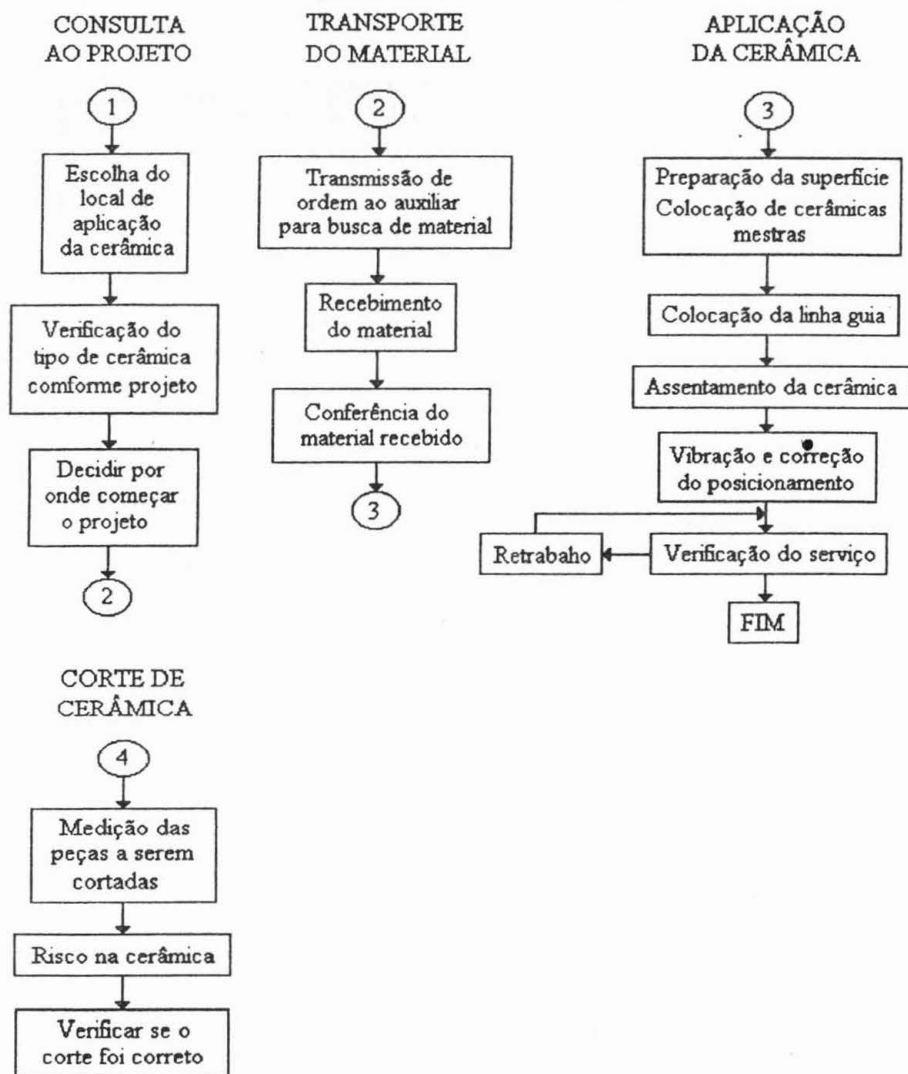 CONSULTA
AO PROJETO
1
Escolha do
local de
aplicação
da cerâmica
Verificação do
tipo de cerâmica
comforme projeto
Decidir por
onde começar
o projeto
2
TRANSPORTE
DO MATERIAL
2
Transmissão de
ordem ao auxiliar
para busca de material
Recebimento
do material
Conferência do
material recebido
3
APLICAÇÃO
DA CERÂMICA
3
Preparação da superfície
Colocação de cerâmicas
mestras
Colocação da linha guia
Assentamento da cerâmica
Vibração e correção
do posicionamento
Retrabaho
Verificação do serviço
FIM
CORTE DE
CERÂMICA
4
Medição das
peças a serem
cortadas
Risco na cerâmica
Verificar se o
corte foi correto